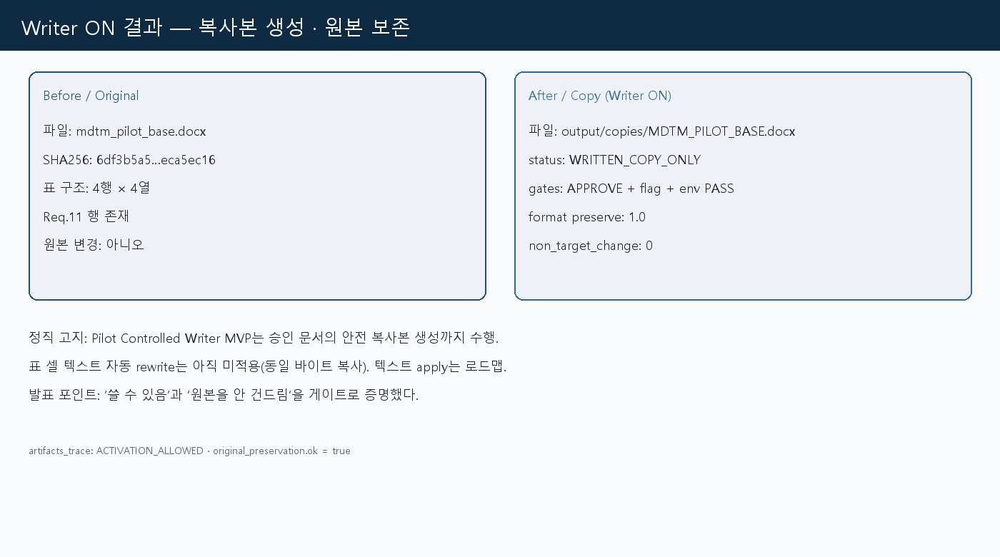 Writer ON 결과 — 복사본 생성 · 원본 보존
Before / Original
파일: mdtm_pilot_base.docx
SHA256: 6df3b5a5...eca5ec16
표 구조: 4행 × 4열
Req.11 행 존재
원본 변경: 아니오
After / Copy (Writer ON)
파일: output/copies/MDTM_PILOT_BASE.docx
status: WRITTEN_COPY_ONLY
gates: APPROVE + flag + env PASS
format preserve: 1.0
non_target_change: 0
정직 고지: Pilot Controlled Writer MVP는 승인 문서의 안전 복사본 생성까지 수행.
표 셀 텍스트 자동 rewrite는 아직 미적용(동일 바이트 복사). 텍스트 apply는 로드맵.
발표 포인트: '쓸 수 있음'과 '원본을 안 건드림'을 게이트로 증명했다.
artifacts_trace: ACTIVATION_ALLOWED · original_preservation.ok = true